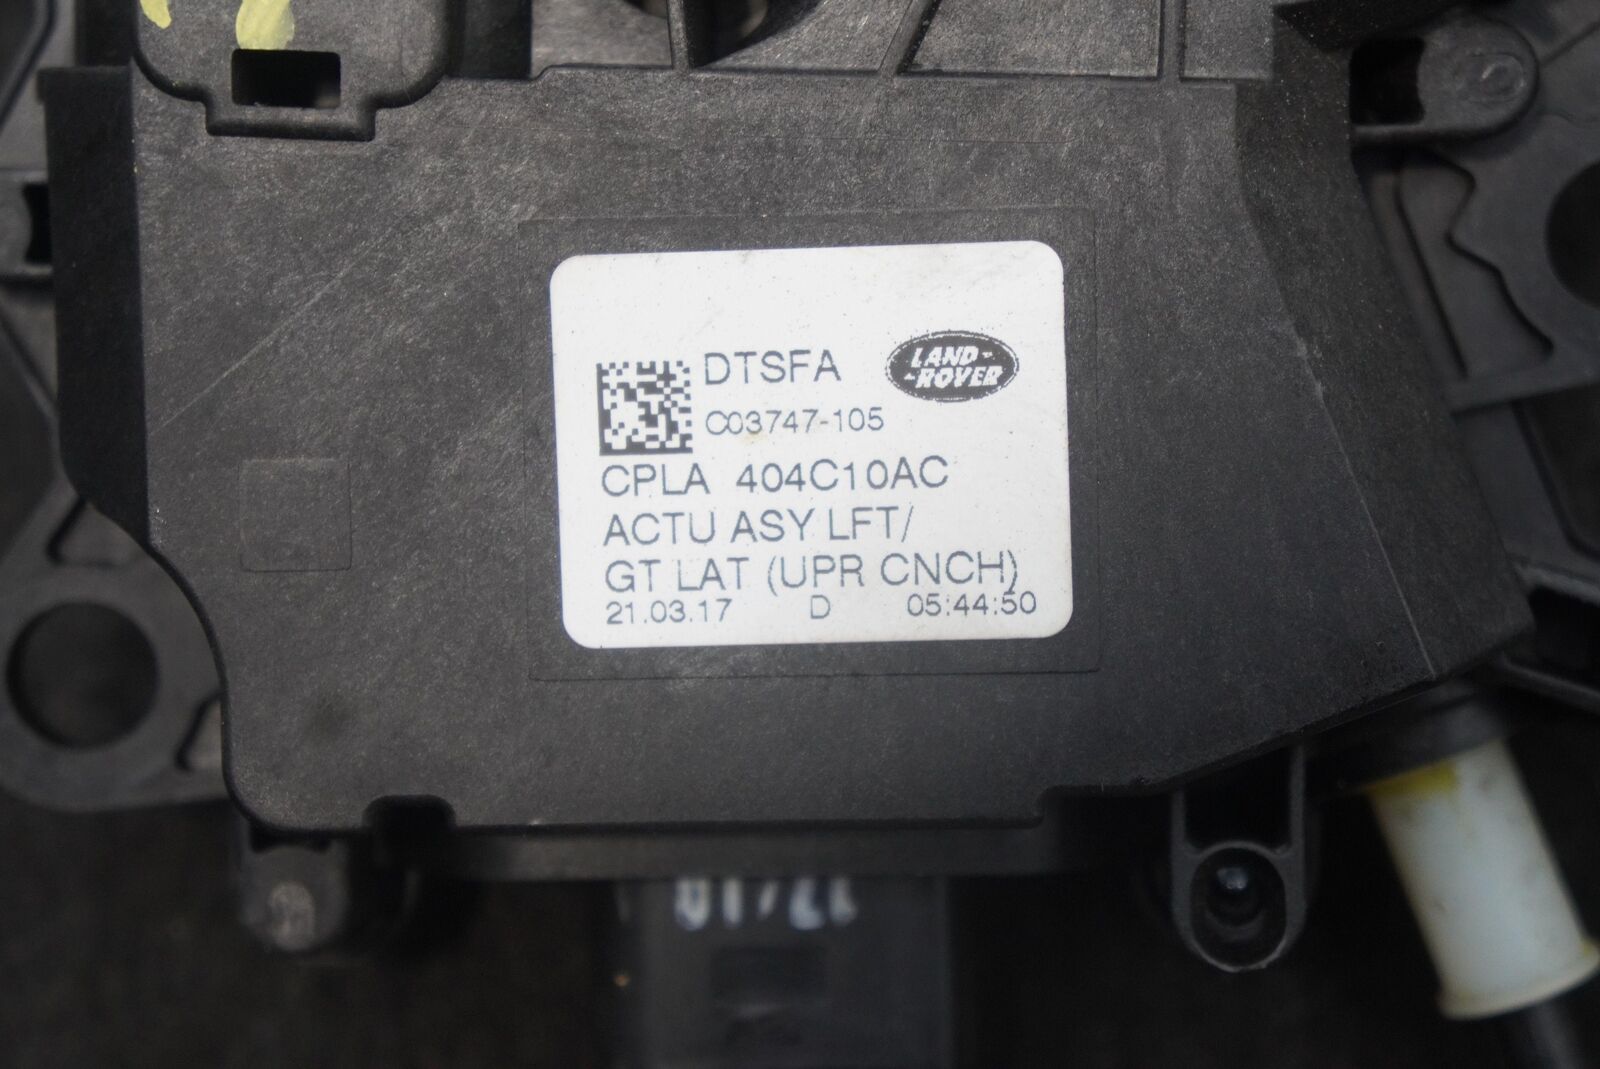 DTSFA
LAND-
-ROVER
C03747-105
CPLA 404C10AC
ACTU ASY LFT/
GT LAT (UPR CNCH)
21.03.17 D 05:44:50